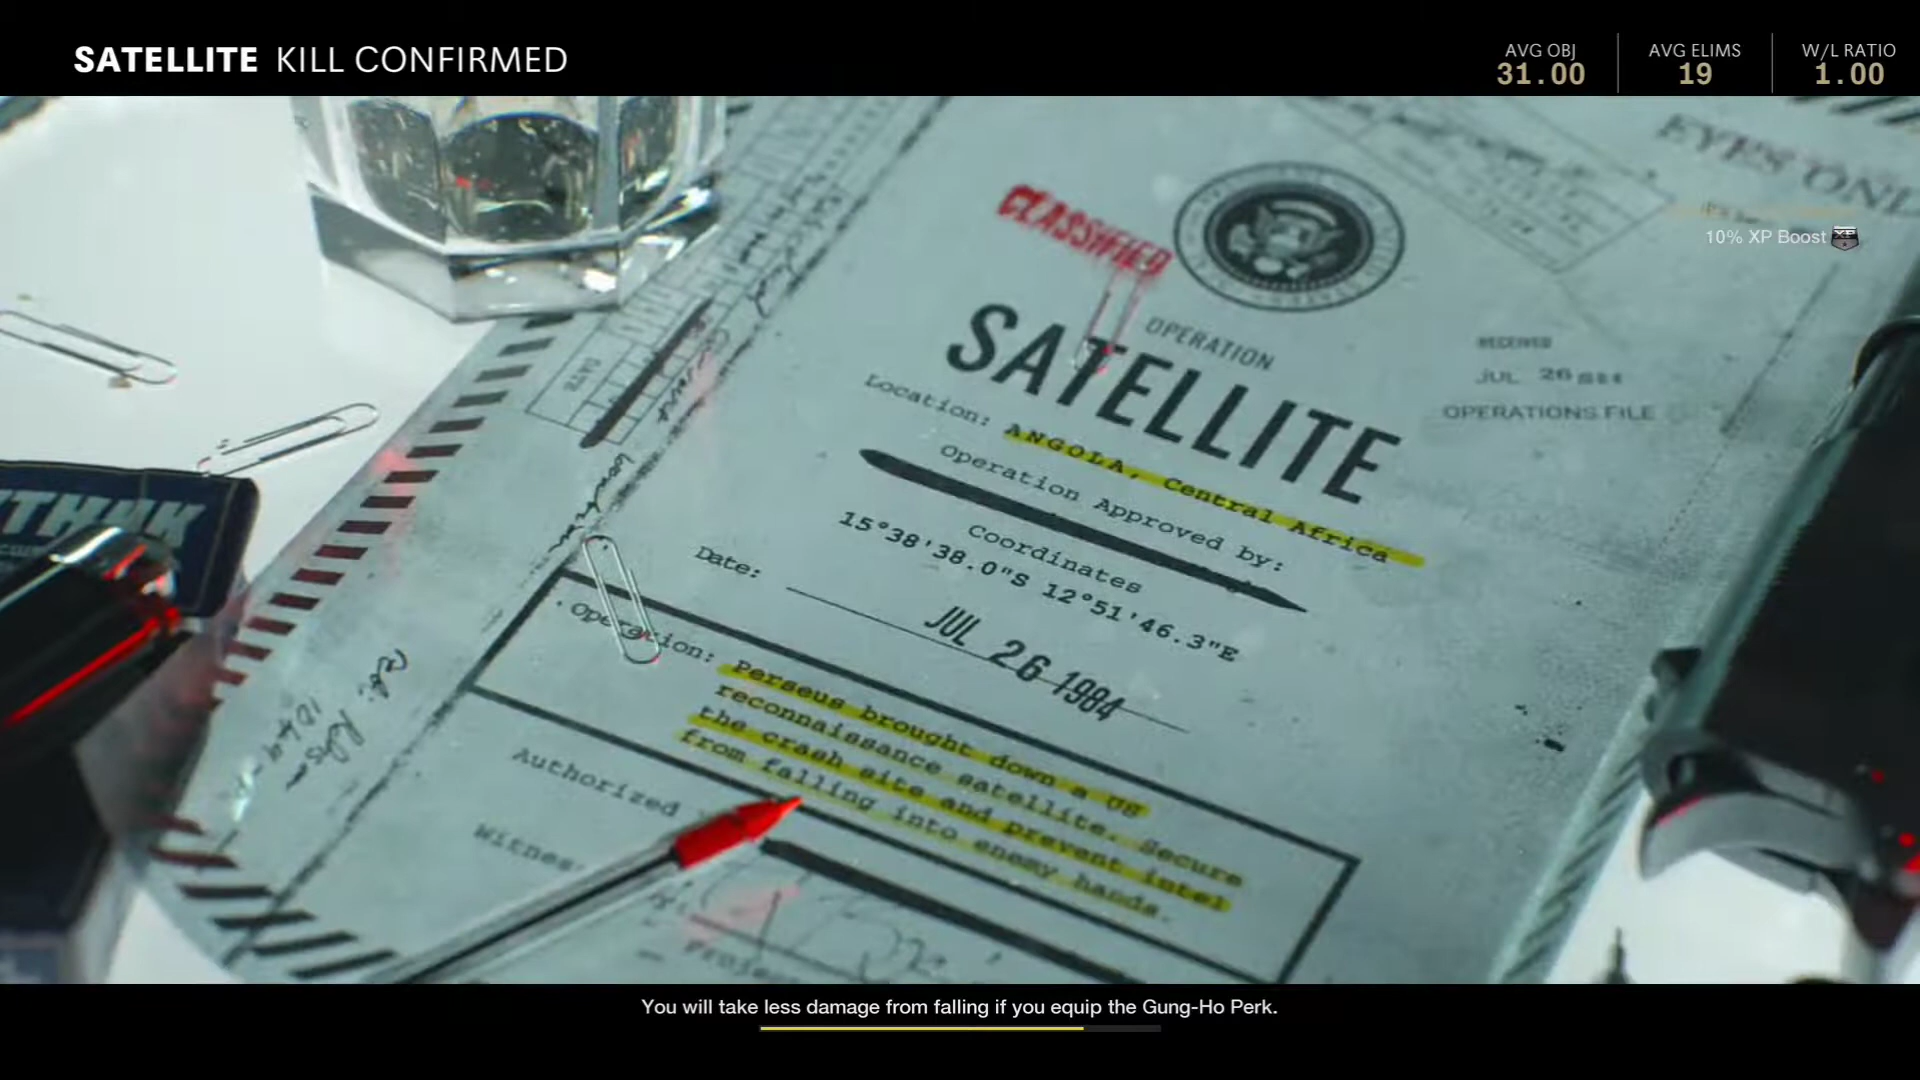 SATELLITE KILL CONFIRMED
AVG OBJ
31.00
AVG ELIMS
19
W/L RATIO
1.00
EYES ONL
10% XP Boost
CLASSIFIED
OPERATION
SATELLITE
RECEIVED
JUL 26
OPERATIONS FILE
Location: ANGOLA, Central Africa
Operation Approved by:
Coordinates
15°38'38.0"S 12°51'46.3"E
DATE
Date:
JUL 26 1984
Operation: Perseus brought down a US
reconnaissance satellite. Secure
the crash site and prevent intel
from falling into enemy hands.
Authorized
You will take less damage from falling if you equip the Gung-Ho Perk.